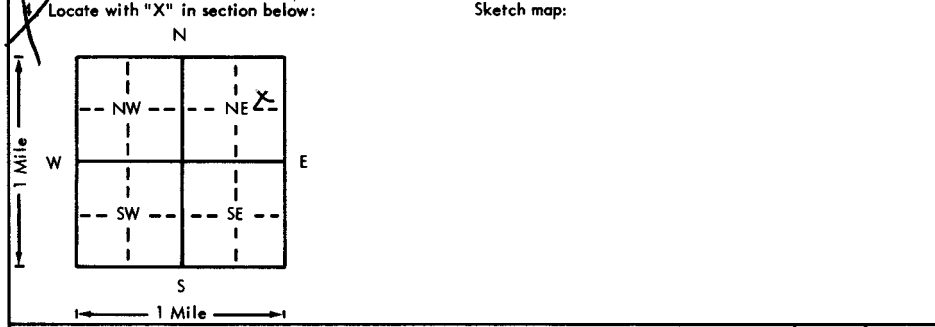 Locate with "X" in section below: Sketch map:
N
NW NE X
1 Mile W E
SW SE
S
1 Mile